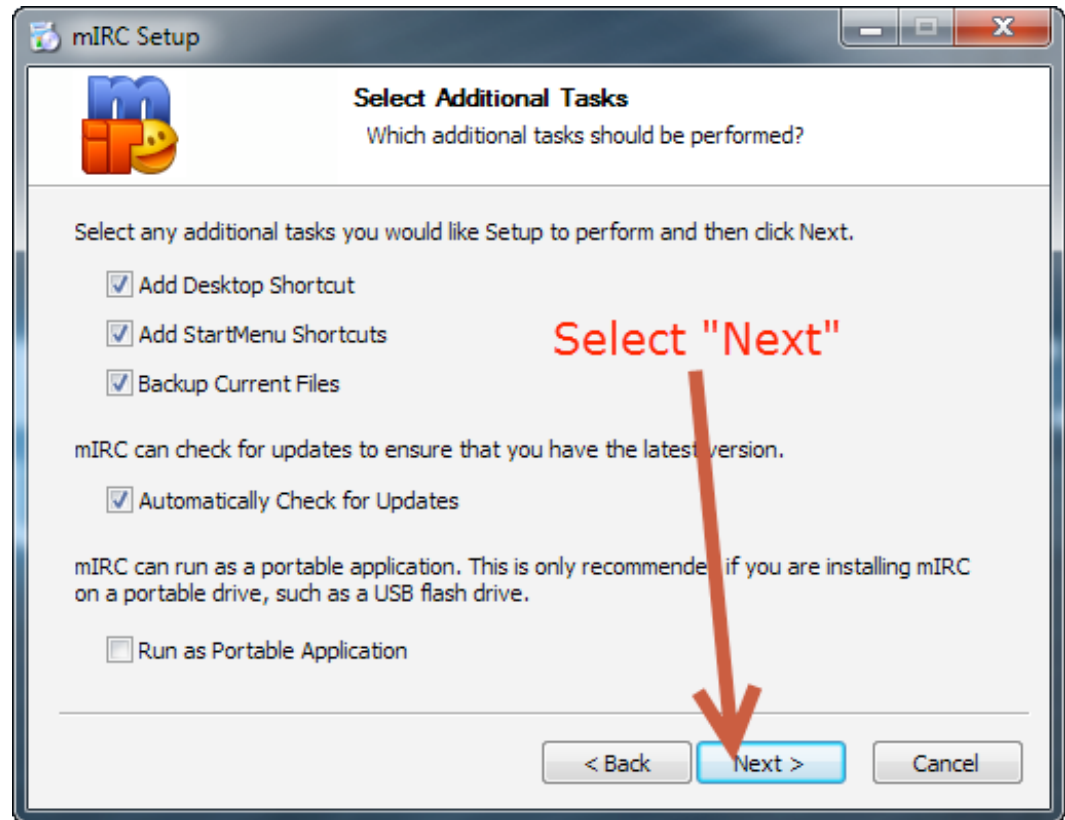 mIRC Setup
Select Additional Tasks
Which additional tasks should be performed?
Select any additional tasks you would like Setup to perform and then click Next.
Add Desktop Shortcut
Add StartMenu Shortcuts
Select "Next"
Backup Current Files
mIRC can check for updates to ensure that you have the latest version.
Automatically Check for Updates
mIRC can run as a portable application. This is only recommended if you are installing mIRC
on a portable drive, such as a USB flash drive.
Run as Portable Application
< Back
Next >
Cancel